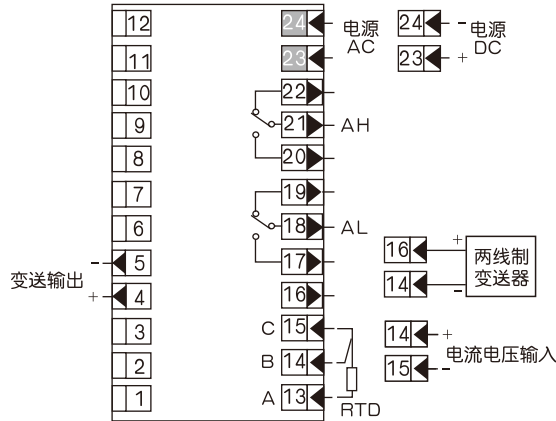 12 24 电源 AC 24 - 电源 DC
11 23 23 +
10 22
9 21 AH
8 20
7 19
6 18 AL
- 5 17 16 + 两线制变送器
变送输出
+ 4 16 14 -
3 C 15 14 + 电流电压输入
2 B 14 15 -
1 A 13 RTD